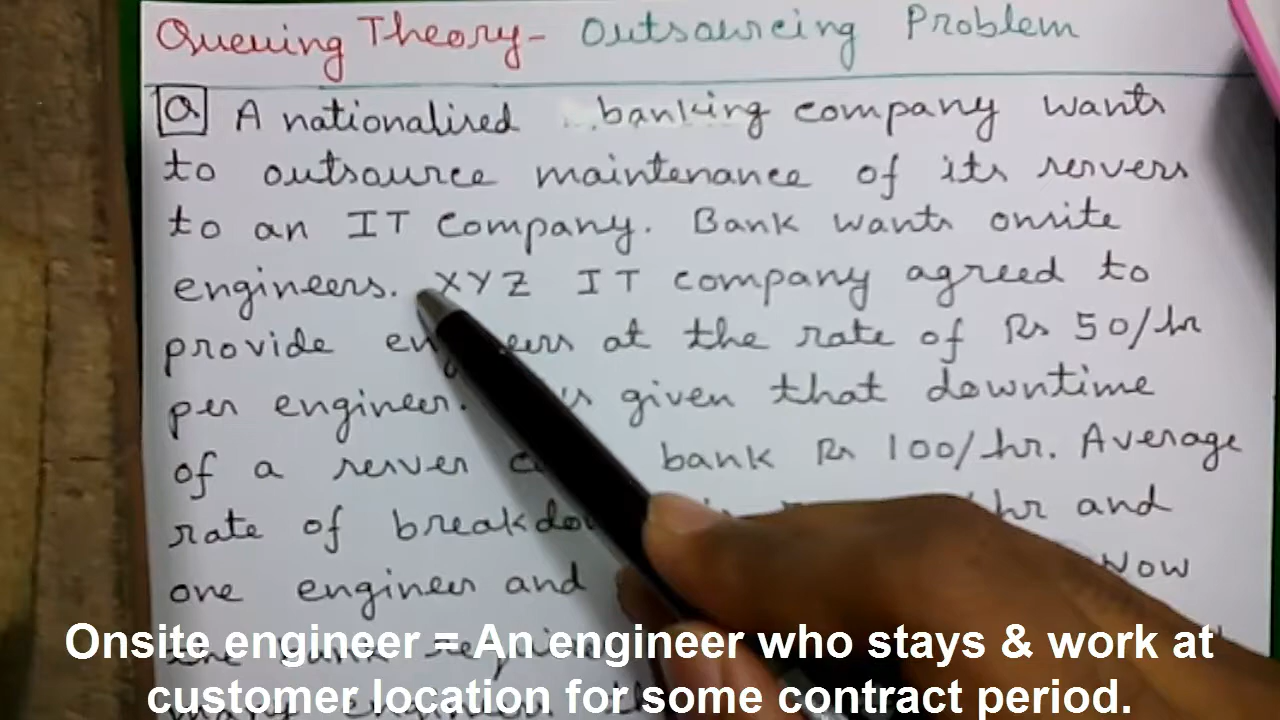 Queuing Theory- Outsourcing Problem
Q A nationalised banking company wants
to outsource maintenance of its servers
to an IT Company. Bank wants onsite
engineers. XYZ IT company agreed to
provide at the rate of Rs 50/hr
per engineer. given that downtime
of a server bank Rs 100/hr. Average
rate of hr and
one engineer and Now
Onsite engineer = An engineer who stays & work at
customer location for some contract period.